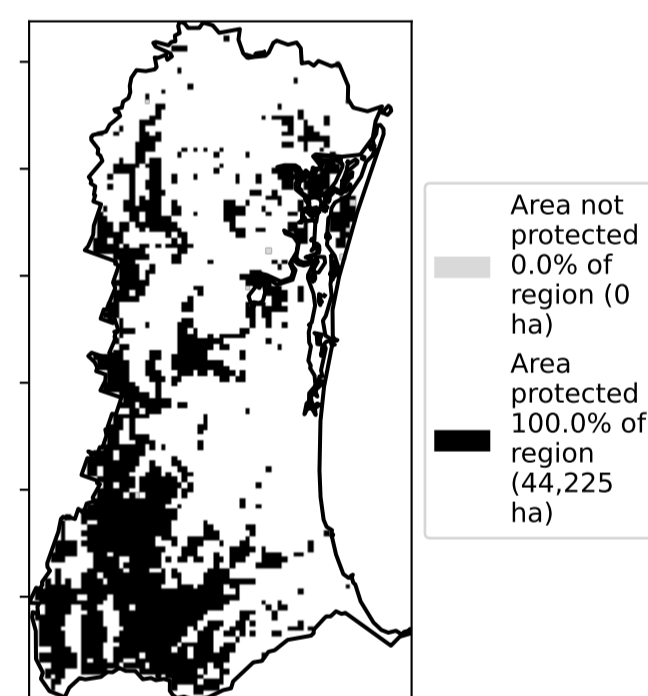 Area not
protected
0.0% of
region (0
ha)
Area
protected
100.0% of
region
(44,225
ha)